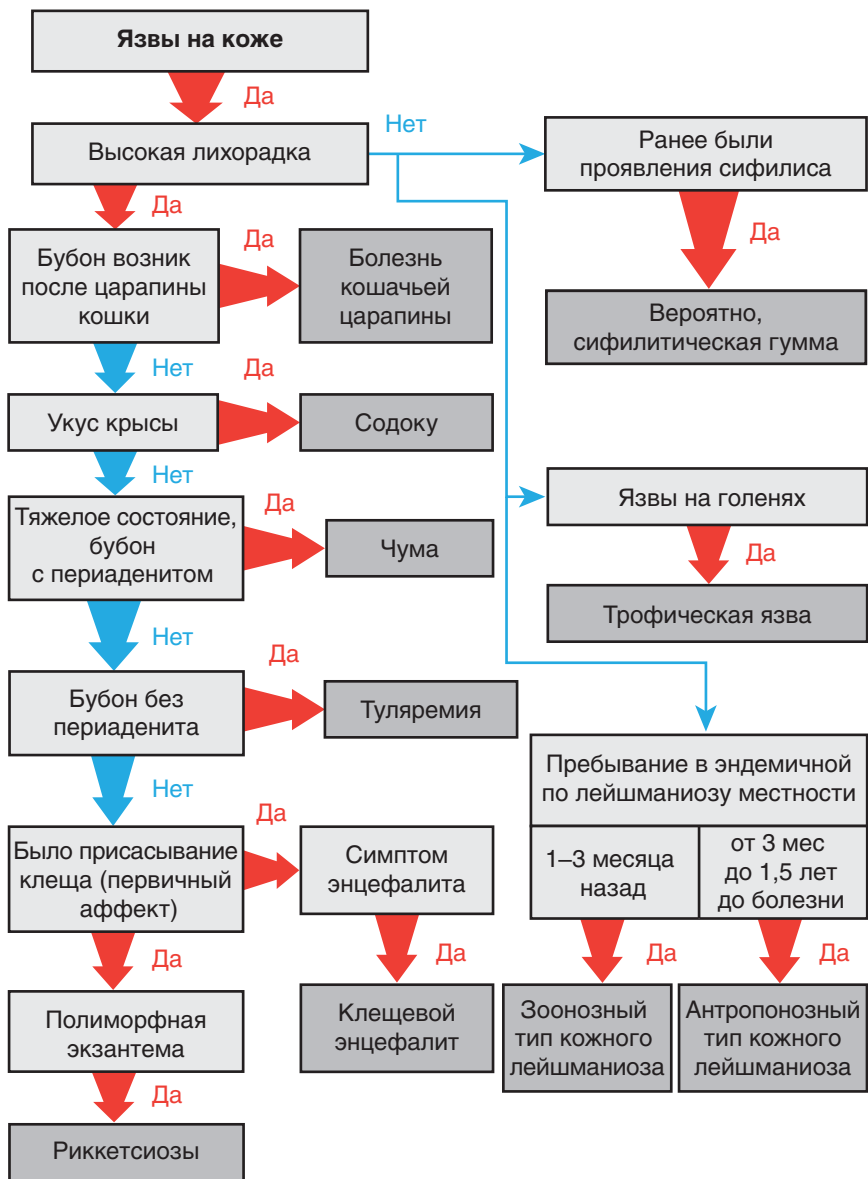 Язвы на коже
Да
Нет
Высокая лихорадка
Ранее были
проявления сифилиса
Да
Да
Да
Бубон возник
после царапины
кошки
Болезнь
кошачьей
царапины
Вероятно,
сифилитическая гумма
Нет
Да
Укус крысы
Содоку
Нет
Язвы на голенях
Да
Тяжелое состояние,
бубон
с периаденитом
Да
Чума
Трофическая язва
Нет
Да
Бубон без
периаденита
Туляремия
Пребывание в эндемичной
по лейшманиозу местности
Нет
Да
Было присасывание
клеща (первичный
аффект)
Симптом
энцефалита
1–3 месяца
назад
от 3 мес
до 1,5 лет
до болезни
Да
Да
Да
Да
Полиморфная
экзантема
Клещевой
энцефалит
Зоонозный
тип кожного
лейшманиоза
Антропонозный
тип кожного
лейшманиоза
Да
Риккетсиозы